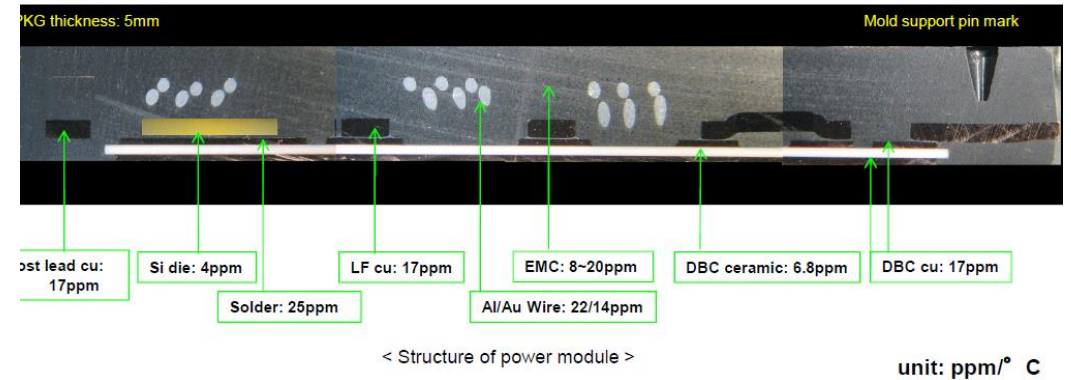 PKG thickness: 5mm
Mold support pin mark
ost lead cu:
17ppm
Si die: 4ppm
LF cu: 17ppm
EMC: 8~20ppm
DBC ceramic: 6.8ppm
DBC cu: 17ppm
Solder: 25ppm
Al/Au Wire: 22/14ppm
< Structure of power module >
unit: ppm/° C